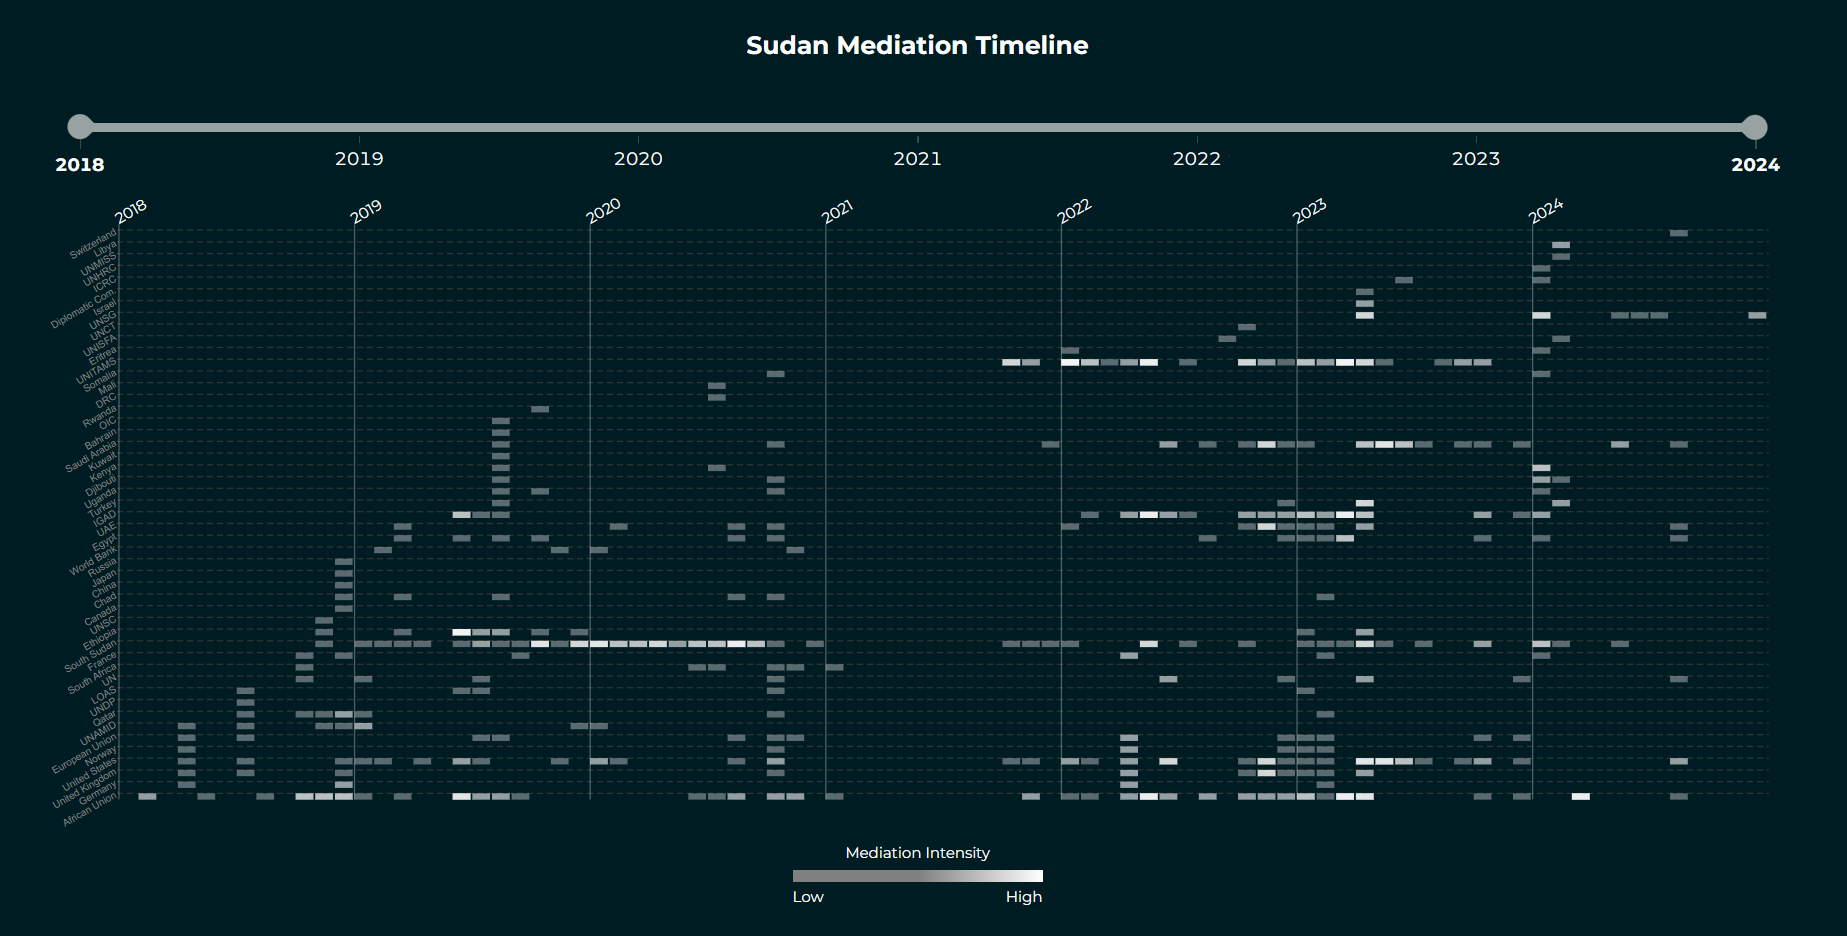 Sudan Mediation Timeline
2018
2019
2020
2021
2022
2023
2024
2018
2019
2020
2021
2022
2023
2024
Switzerland
Libya
UNMISS
UNHRC
ICRC
Diplomatic Com.
Israel
UNSG
UNCT
UNISFA
Eritrea
UNITAMS
Somalia
Mali
DRC
Rwanda
OIC
Bahrain
Saudi Arabia
Kuwait
Kenya
Djibouti
Uganda
Turkey
IGAD
UAE
Egypt
World Bank
Russia
Japan
China
Chad
Canada
UNSC
Ethiopia
South Sudan
France
South Africa
UN
LOAS
UNDP
Qatar
UNAMID
European Union
Norway
United States
United Kingdom
Germany
African Union
Mediation Intensity
Low High